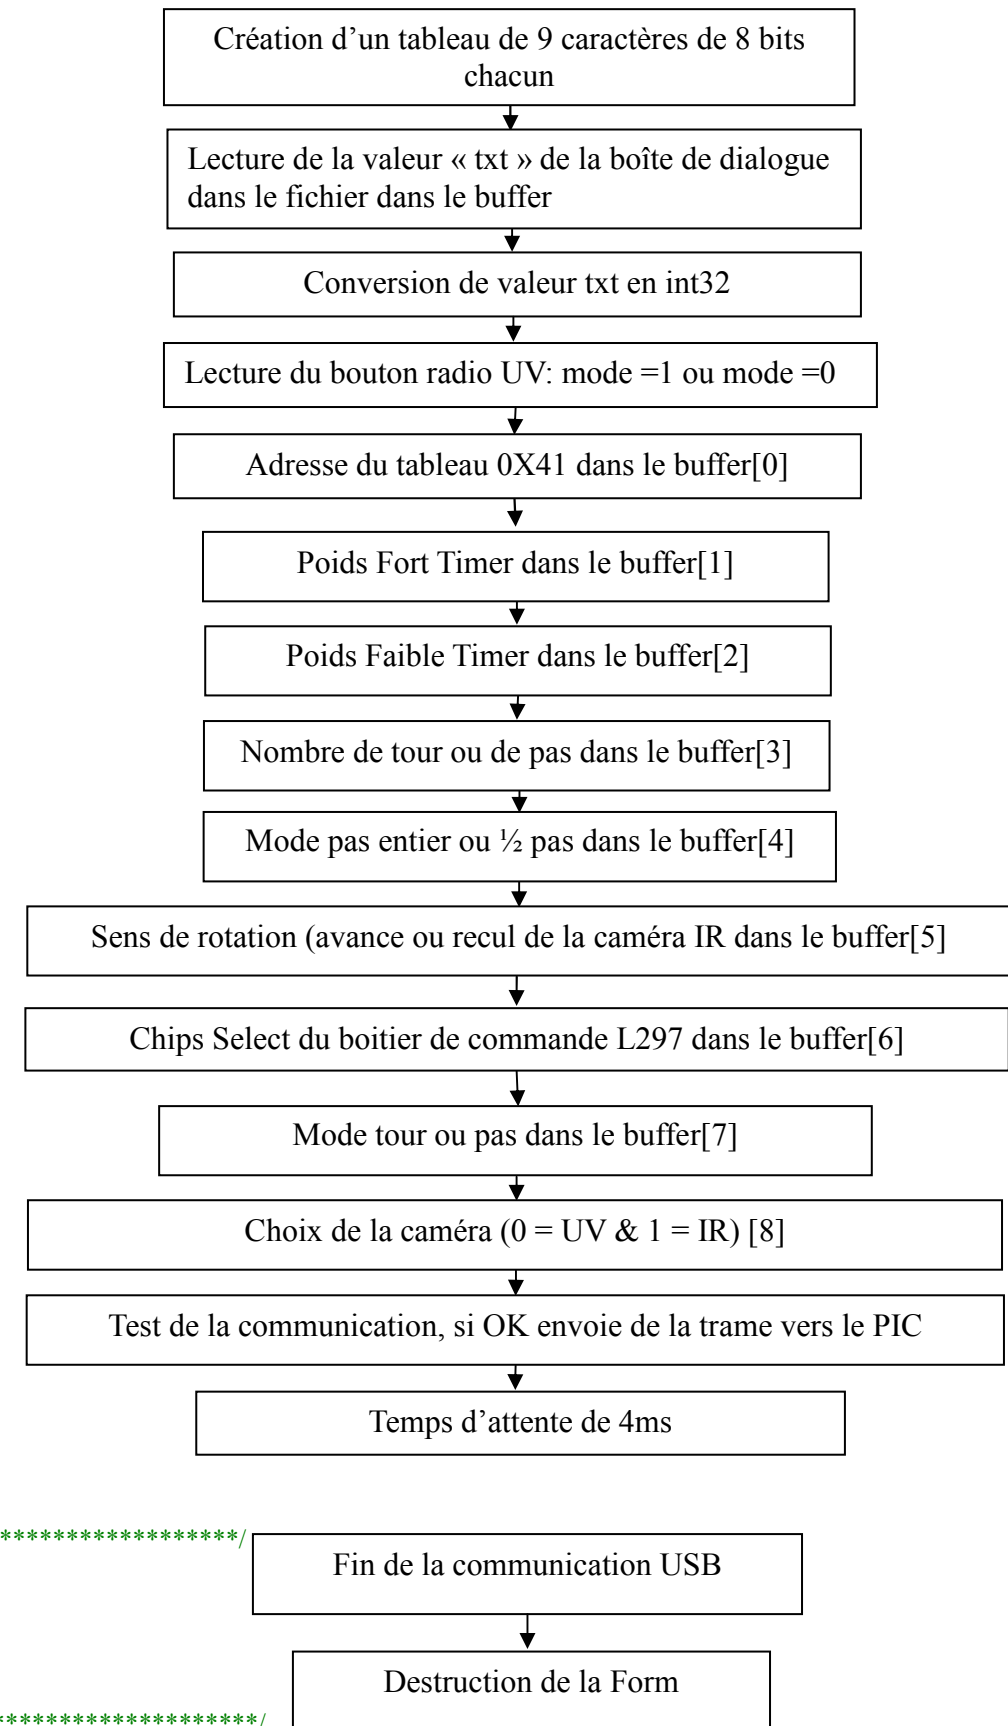 Création d’un tableau de 9 caractères de 8 bits
chacun
Lecture de la valeur « txt » de la boîte de dialogue
dans le fichier dans le buffer
Conversion de valeur txt en int32
Lecture du bouton radio UV: mode =1 ou mode =0
Adresse du tableau 0X41 dans le buffer[0]
Poids Fort Timer dans le buffer[1]
Poids Faible Timer dans le buffer[2]
Nombre de tour ou de pas dans le buffer[3]
Mode pas entier ou ½ pas dans le buffer[4]
Sens de rotation (avance ou recul de la caméra IR dans le buffer[5]
Chips Select du boitier de commande L297 dans le buffer[6]
Mode tour ou pas dans le buffer[7]
Choix de la caméra (0 = UV & 1 = IR) [8]
Test de la communication, si OK envoie de la trame vers le PIC
Temps d’attente de 4ms
******************/
Fin de la communication USB
Destruction de la Form
********************/